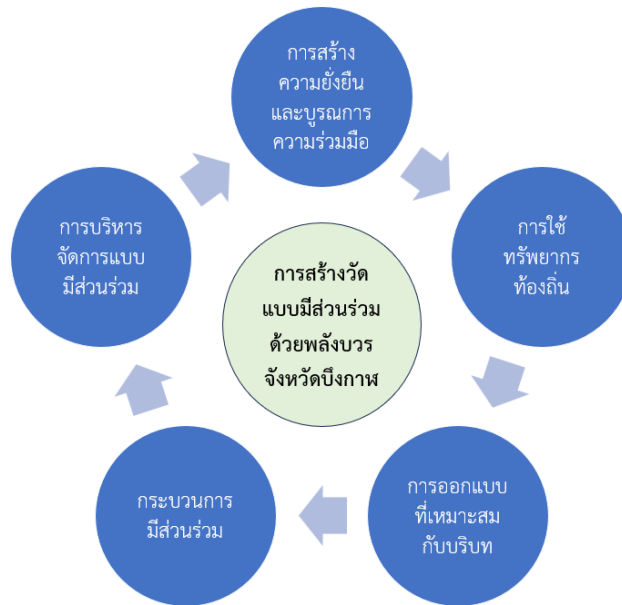 การสร้าง
ความยั่งยืน
และบูรณการ
ความร่วมมือ
การใช้
ทรัพยากร
ท้องถิ่น
การออกแบบ
ที่เหมาะสม
กับบริบท
กระบวนการ
มีส่วนร่วม
การบริหาร
จัดการแบบ
มีส่วนร่วม
การสร้างวัด
แบบมีส่วนร่วม
ด้วยพลังบวร
จังหวัดบึงกาฬ